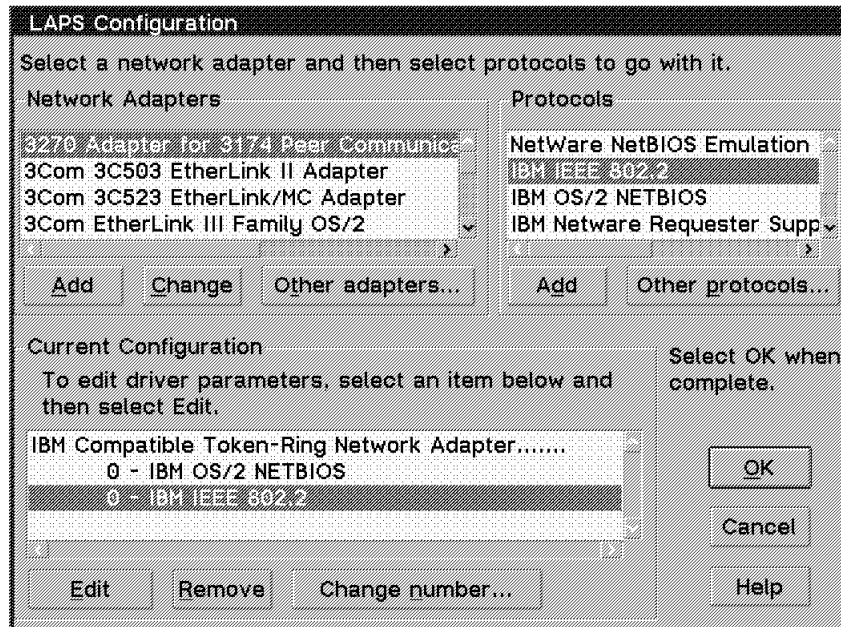 LAPS Configuration
Select a network adapter and then select protocols to go with it.
Network Adapters
3270 Adapter for 3174 Peer Communica
3Com 3C503 EtherLink II Adapter
3Com 3C523 EtherLink/MC Adapter
3Com EtherLink III Family OS/2
Add
Change
Other adapters...
Protocols
NetWare NetBIOS Emulation
IBM IEEE 802.2
IBM OS/2 NETBIOS
IBM Netware Requester Supp
Add
Other protocols...
Current Configuration
To edit driver parameters, select an item below and
then select Edit.
IBM Compatible Token-Ring Network Adapter.......
0 - IBM OS/2 NETBIOS
0 - IBM IEEE 802.2
Edit
Remove
Change number...
Select OK when
complete.
OK
Cancel
Help